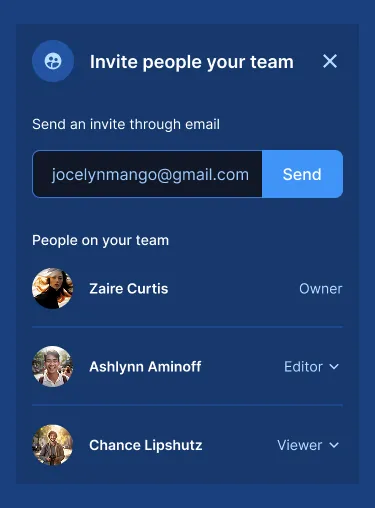 Invite people your team
Send an invite through email
jocelynmango@gmail.com Send
People on your team
Zaire Curtis Owner
Ashlynn Aminoff Editor
Chance Lipshutz Viewer